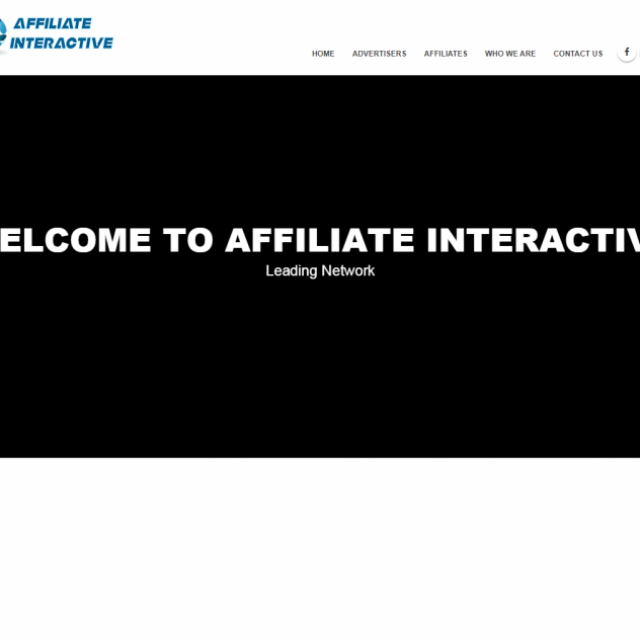 AFFILIATE
INTERACTIVE
HOME ADVERTISERS AFFILIATES WHO WE ARE CONTACT US f
ELCOME TO AFFILIATE INTERACTIV
Leading Network